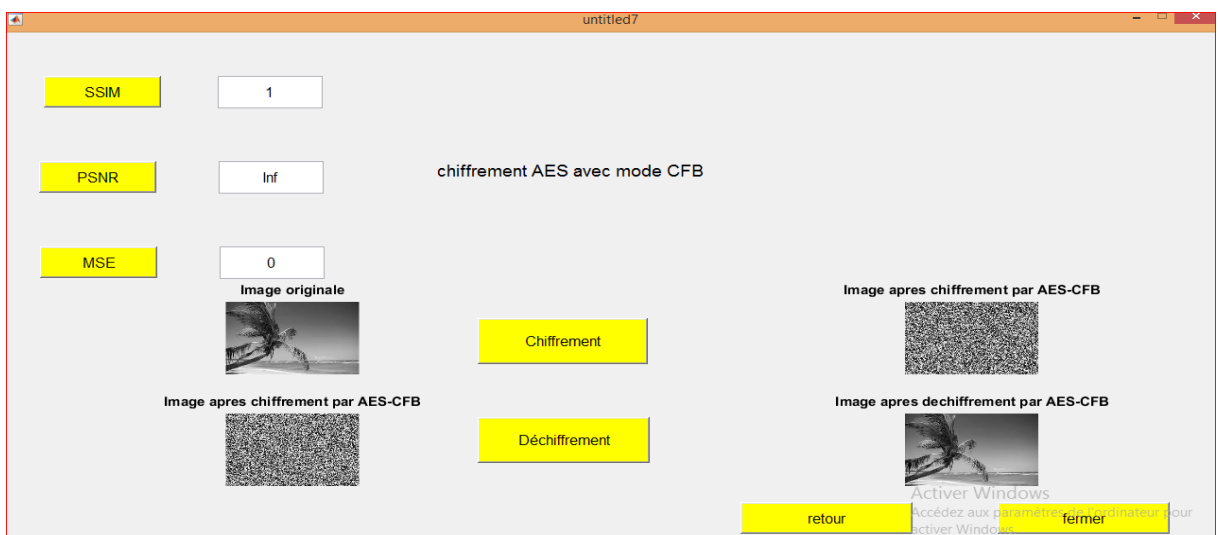 untitled7
SSIM
1
PSNR
Inf
chiffrement AES avec mode CFB
MSE
0
Image originale
Image apres chiffrement par AES-CFB
Chiffrement
Image apres chiffrement par AES-CFB
Image apres dechiffrement par AES-CFB
Déchiffrement
Activer Windows
retour
Accédez aux paramètres de l'ordinateur pour
fermer
activer Windows.